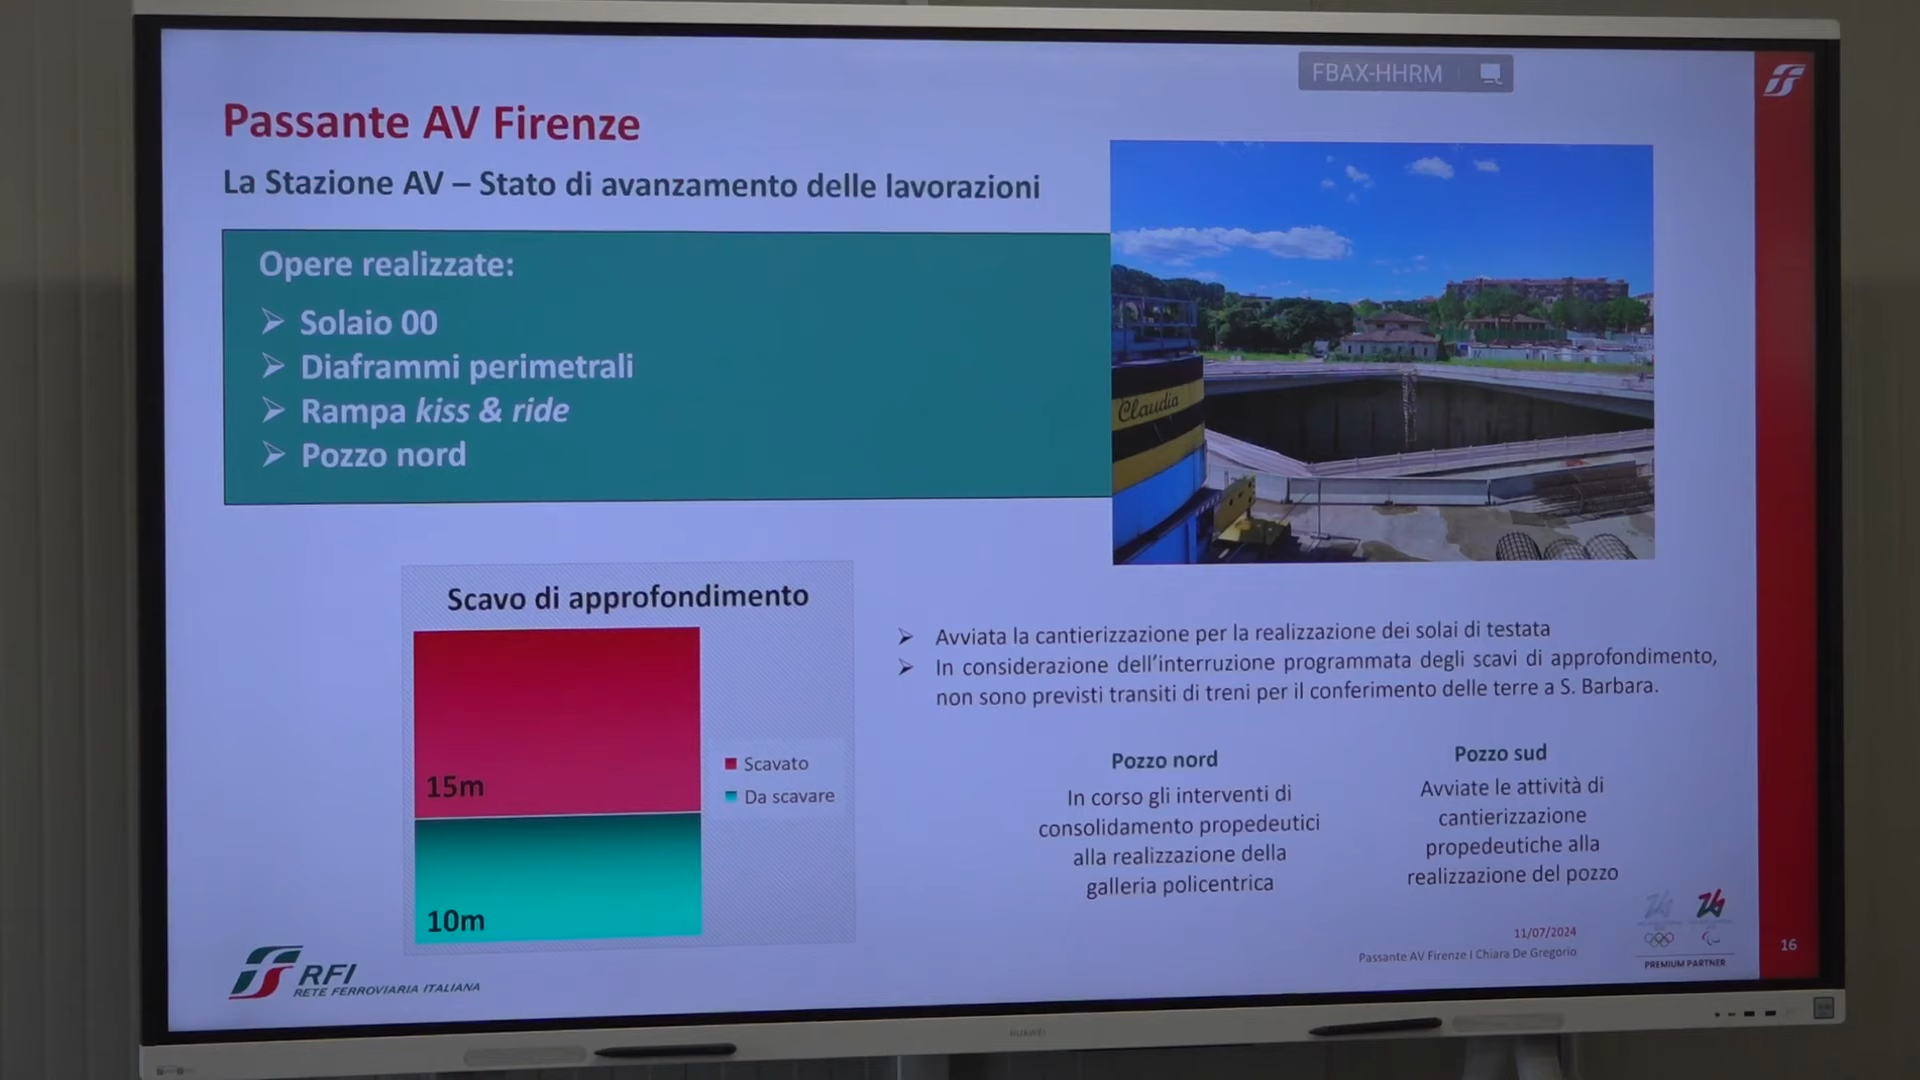 FBAX-HHRM
Passante AV Firenze
La Stazione AV – Stato di avanzamento delle lavorazioni
Opere realizzate:
Solaio 00
Diaframmi perimetrali
Rampa kiss & ride
Pozzo nord
Claudia
Scavo di approfondimento
15m
10m
Scavato
Da scavare
Avviata la cantierizzazione per la realizzazione dei solai di testata
In considerazione dell'interruzione programmata degli scavi di approfondimento,
non sono previsti transiti di treni per il conferimento delle terre a S. Barbara.
Pozzo nord
In corso gli interventi di
consolidamento propedeutici
alla realizzazione della
galleria policentrica
Pozzo sud
Avviate le attività di
cantierizzazione
propedeutiche alla
realizzazione del pozzo
11/07/2024
Passante AV Firenze I Chiara De Gregorio
PREMIUM PARTNER
16
RFI
RETE FERROVIARIA ITALIANA
HUAWEI